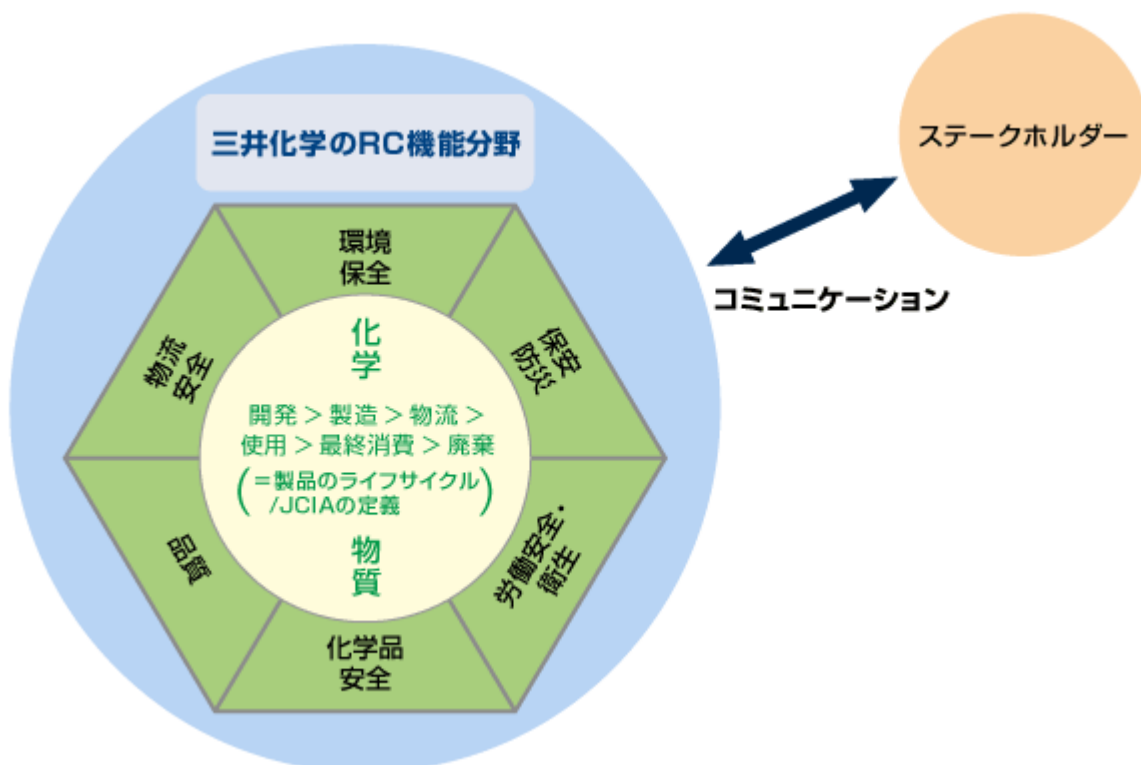 三井化学のRC機能分野
ステークホルダー
コミュニケーション
環境
保全
保安
防災
労働安全・
衛生
化学品
安全
品質
物流
安全
化
学
開発 > 製造 > 物流 >
使用 > 最終消費 > 廃棄
(=製品のライフサイクル
/JCIAの定義)
物
質